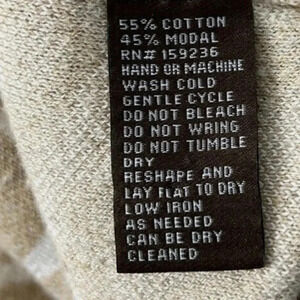 55% COTTON
45% MODAL
RN# 159236
HAND OR MACHINE
WASH COLD
GENTLE CYCLE
DO NOT BLEACH
DO NOT WRING
DO NOT TUMBLE
DRY
RESHAPE AND
LAY FLAT TO DRY
LOW IRON
AS NEEDED
CAN BE DRY
CLEANED